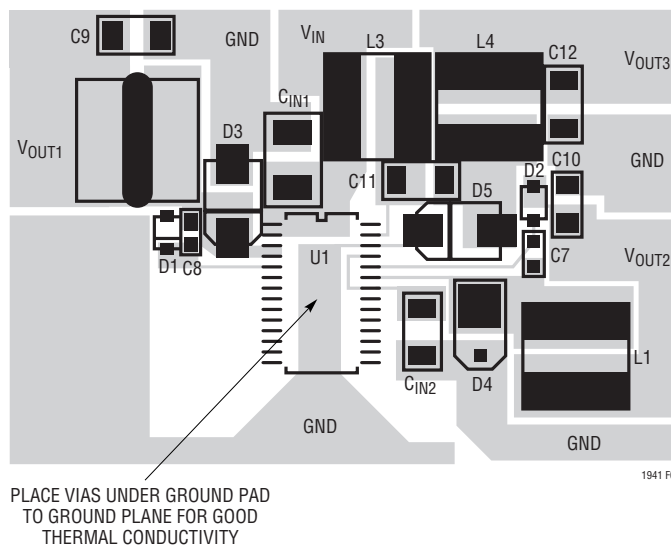 C9
GND
VIN
L3
L4
C12
VOUT3
CIN1
VOUT1
D3
GND
C11
D2
C10
D5
D1
C8
U1
C7
VOUT2
CIN2
D4
L1
GND
GND
1941 F
PLACE VIAS UNDER GROUND PAD
TO GROUND PLANE FOR GOOD
THERMAL CONDUCTIVITY